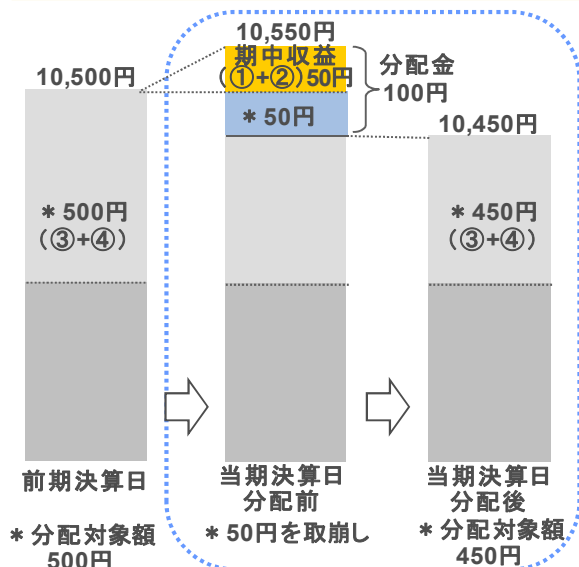 10,550円
10,500円
期中収益
(①+②)50円
分配金
100円
＊50円
10,450円
＊500円
(③+④)
＊450円
(③+④)
前期決算日
当期決算日
分配前
当期決算日
分配後
＊分配対象額
500円
＊50円を取崩し
＊分配対象額
450円